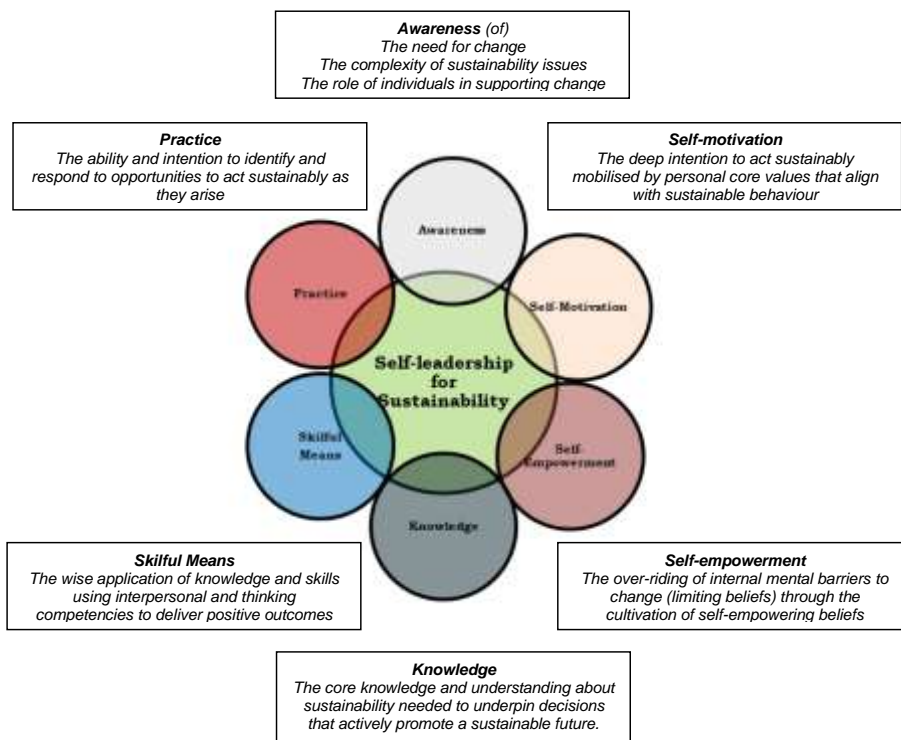 Awareness (of)
The need for change
The complexity of sustainability issues
The role of individuals in supporting change
Practice
The ability and intention to identify and
respond to opportunities to act sustainably as
they arise
Self-motivation
The deep intention to act sustainably
mobilised by personal core values that align
with sustainable behaviour
Awareness
Practice
Self-Motivation
Self-leadership
for
Sustainability
Skilful
Means
Self-
Empowerment
Knowledge
Skilful Means
The wise application of knowledge and skills
using interpersonal and thinking
competencies to deliver positive outcomes
Self-empowerment
The over-riding of internal mental barriers to
change (limiting beliefs) through the
cultivation of self-empowering beliefs
Knowledge
The core knowledge and understanding about
sustainability needed to underpin decisions
that actively promote a sustainable future.